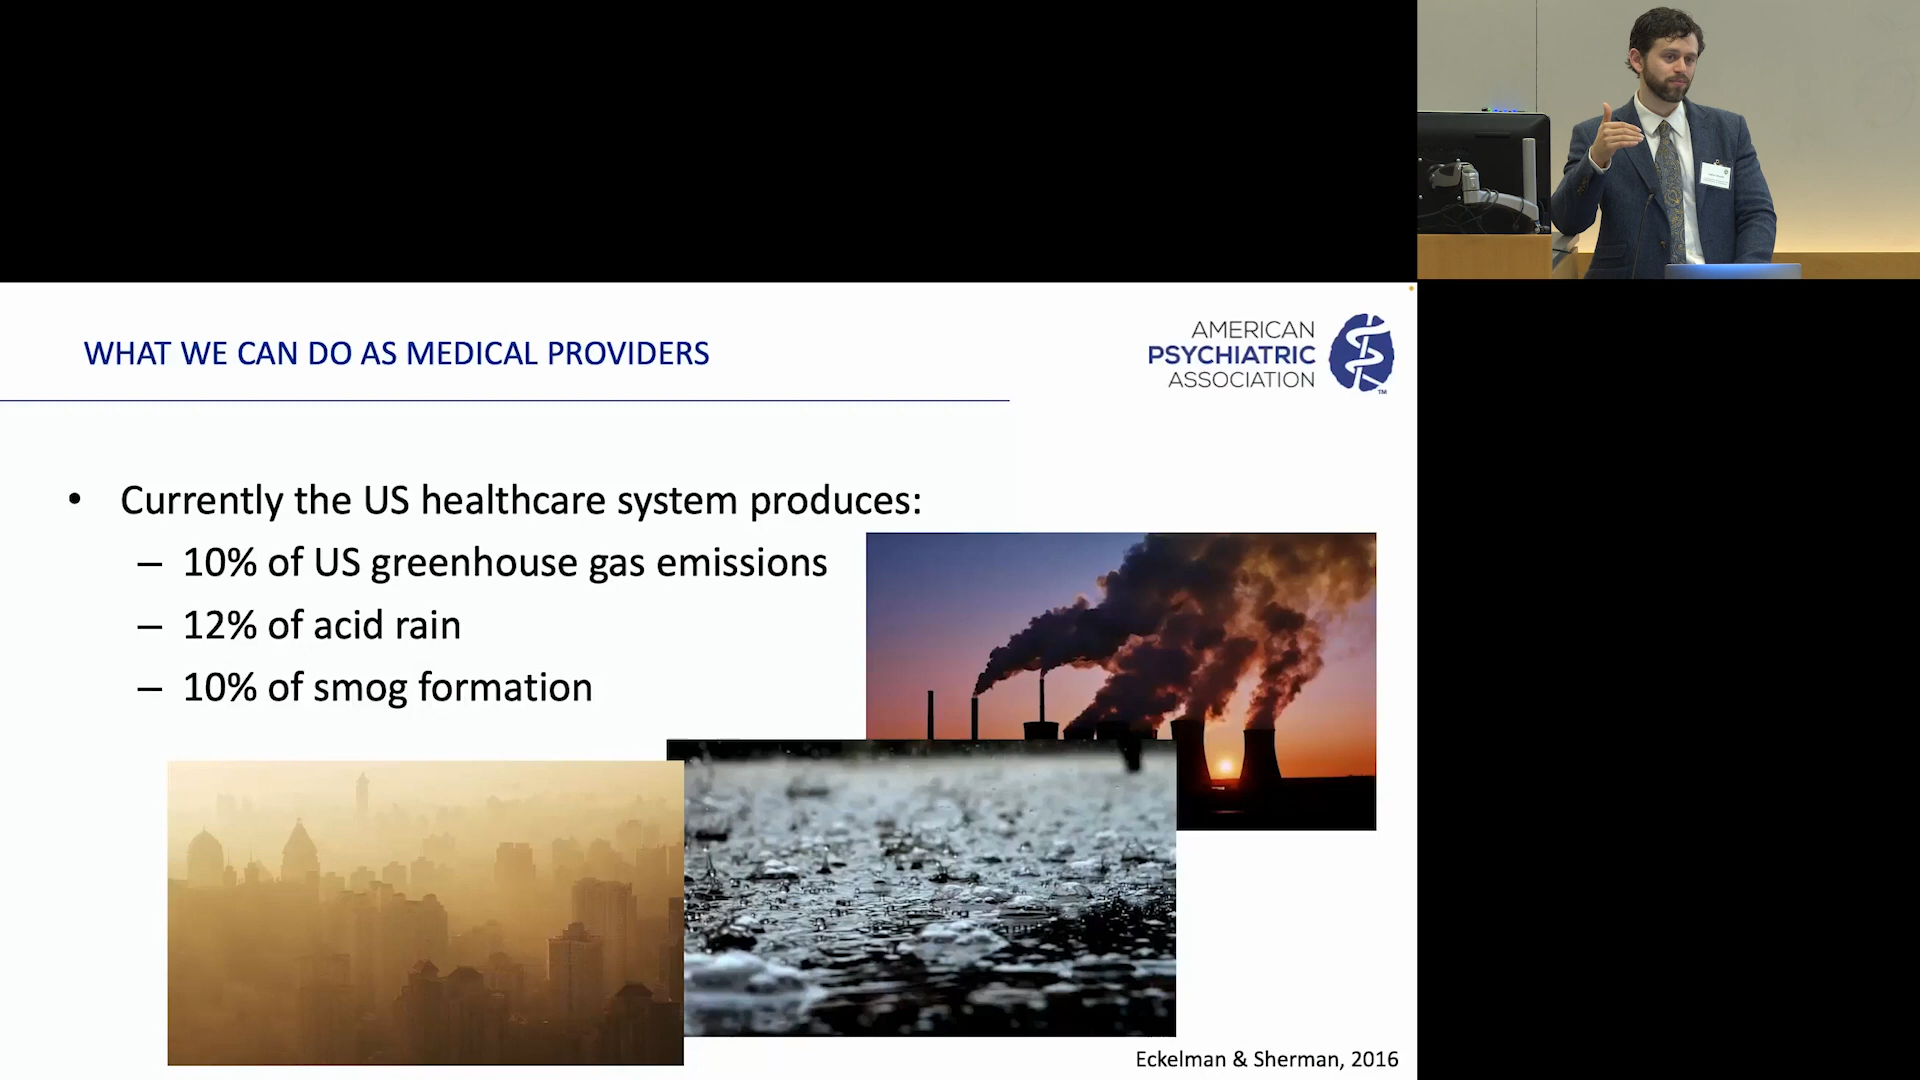 WHAT WE CAN DO AS MEDICAL PROVIDERS
AMERICAN
PSYCHIATRIC
ASSOCIATION
TM
• Currently the US healthcare system produces:
– 10% of US greenhouse gas emissions
– 12% of acid rain
– 10% of smog formation
Eckelman & Sherman, 2016